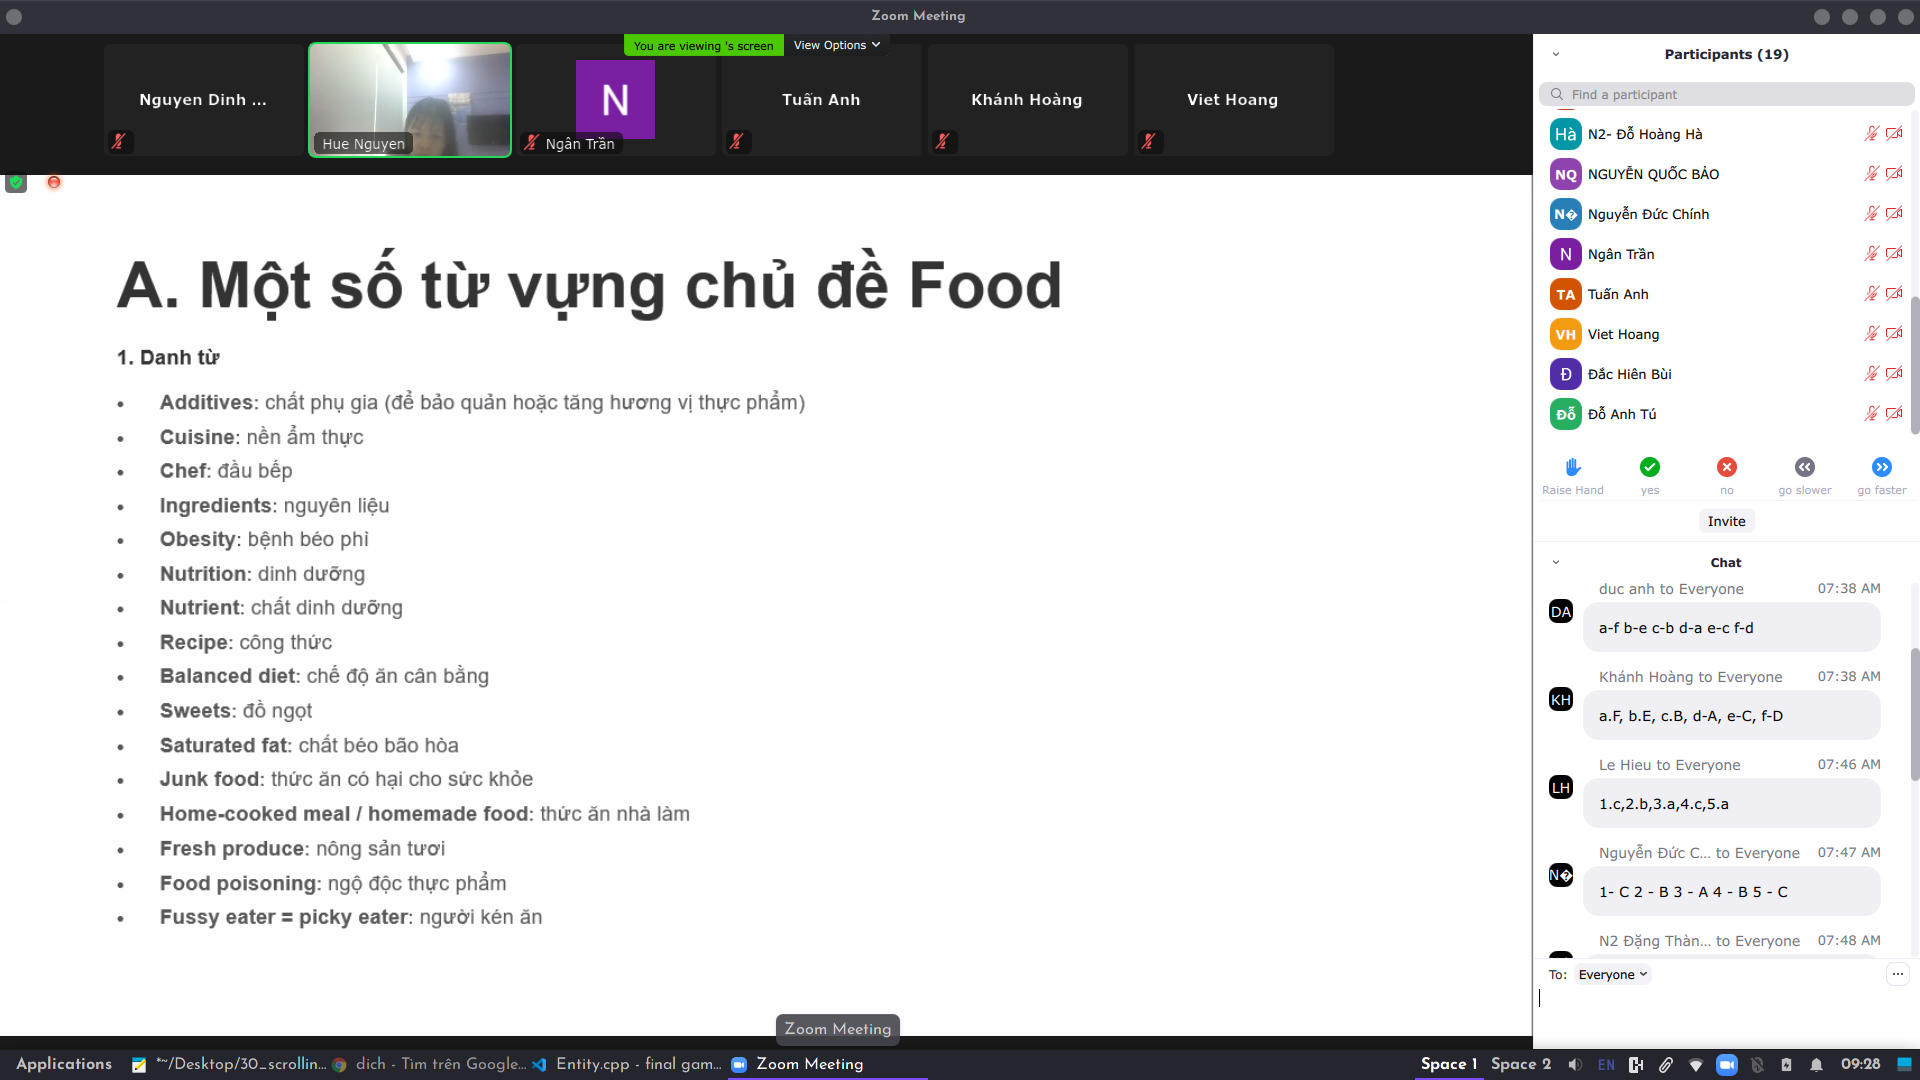 Zoom Meeting
You are viewing 's screen
View Options
Nguyen Dinh ...
Hue Nguyen
N
Ngân Trần
Tuấn Anh
Khánh Hoàng
Viet Hoang
A. Một số từ vựng chủ đề Food
1. Danh từ
• Additives: chất phụ gia (để bảo quản hoặc tăng hương vị thực phẩm)
• Cuisine: nền ẩm thực
• Chef: đầu bếp
• Ingredients: nguyên liệu
• Obesity: bệnh béo phì
• Nutrition: dinh dưỡng
• Nutrient: chất dinh dưỡng
• Recipe: công thức
• Balanced diet: chế độ ăn cân bằng
• Sweets: đồ ngọt
• Saturated fat: chất béo bão hòa
• Junk food: thức ăn có hại cho sức khỏe
• Home-cooked meal / homemade food: thức ăn nhà làm
• Fresh produce: nông sản tươi
• Food poisoning: ngộ độc thực phẩm
• Fussy eater = picky eater: người kén ăn
Participants (19)
Find a participant
Hà N2- Đỗ Hoàng Hà
NQ NGUYỄN QUỐC BẢO
N� Nguyễn Đức Chính
N Ngân Trần
TA Tuấn Anh
VH Viet Hoang
Đ Đắc Hiên Bùi
Đỗ Đỗ Anh Tú
Raise Hand yes no go slower go faster
Invite
Chat
duc anh to Everyone 07:38 AM
DA
a-f b-e c-b d-a e-c f-d
Khánh Hoàng to Everyone 07:38 AM
KH
a.F, b.E, c.B, d-A, e-C, f-D
Le Hieu to Everyone 07:46 AM
LH
1.c,2.b,3.a,4.c,5.a
Nguyễn Đức C... to Everyone 07:47 AM
N�
1- C 2 - B 3 - A 4 - B 5 - C
N2 Đặng Thàn... to Everyone 07:48 AM
To: Everyone
Zoom Meeting
Applications *~/Desktop/30_scrollin... dich - Tìm trên Google... Entity.cpp - final gam... Zoom Meeting Space 1 Space 2 EN 09:28